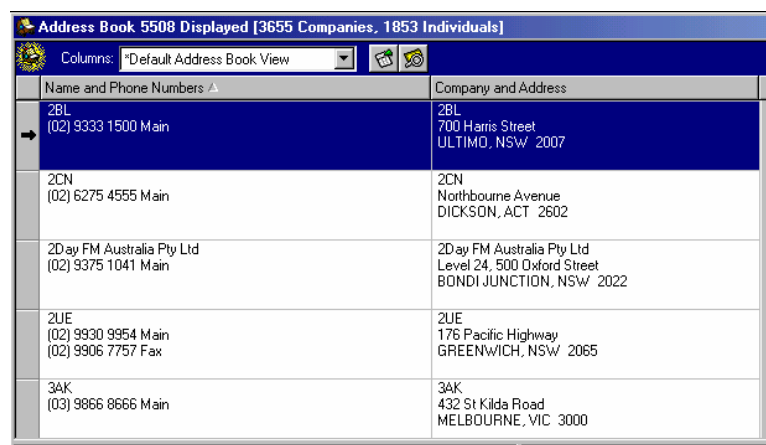 Address Book 5508 Displayed [3655 Companies, 1853 Individuals]
Columns: *Default Address Book View
Name and Phone Numbers
Company and Address
2BL
(02) 9333 1500 Main
2BL
700 Harris Street
ULTIMO, NSW 2007
2CN
(02) 6275 4555 Main
2CN
Northbourne Avenue
DICKSON, ACT 2602
2Day FM Australia Pty Ltd
(02) 9375 1041 Main
2Day FM Australia Pty Ltd
Level 24, 500 Oxford Street
BONDI JUNCTION, NSW 2022
2UE
(02) 9930 9954 Main
(02) 9906 7757 Fax
2UE
176 Pacific Highway
GREENWICH, NSW 2065
3AK
(03) 9866 8666 Main
3AK
432 St Kilda Road
MELBOURNE, VIC 3000